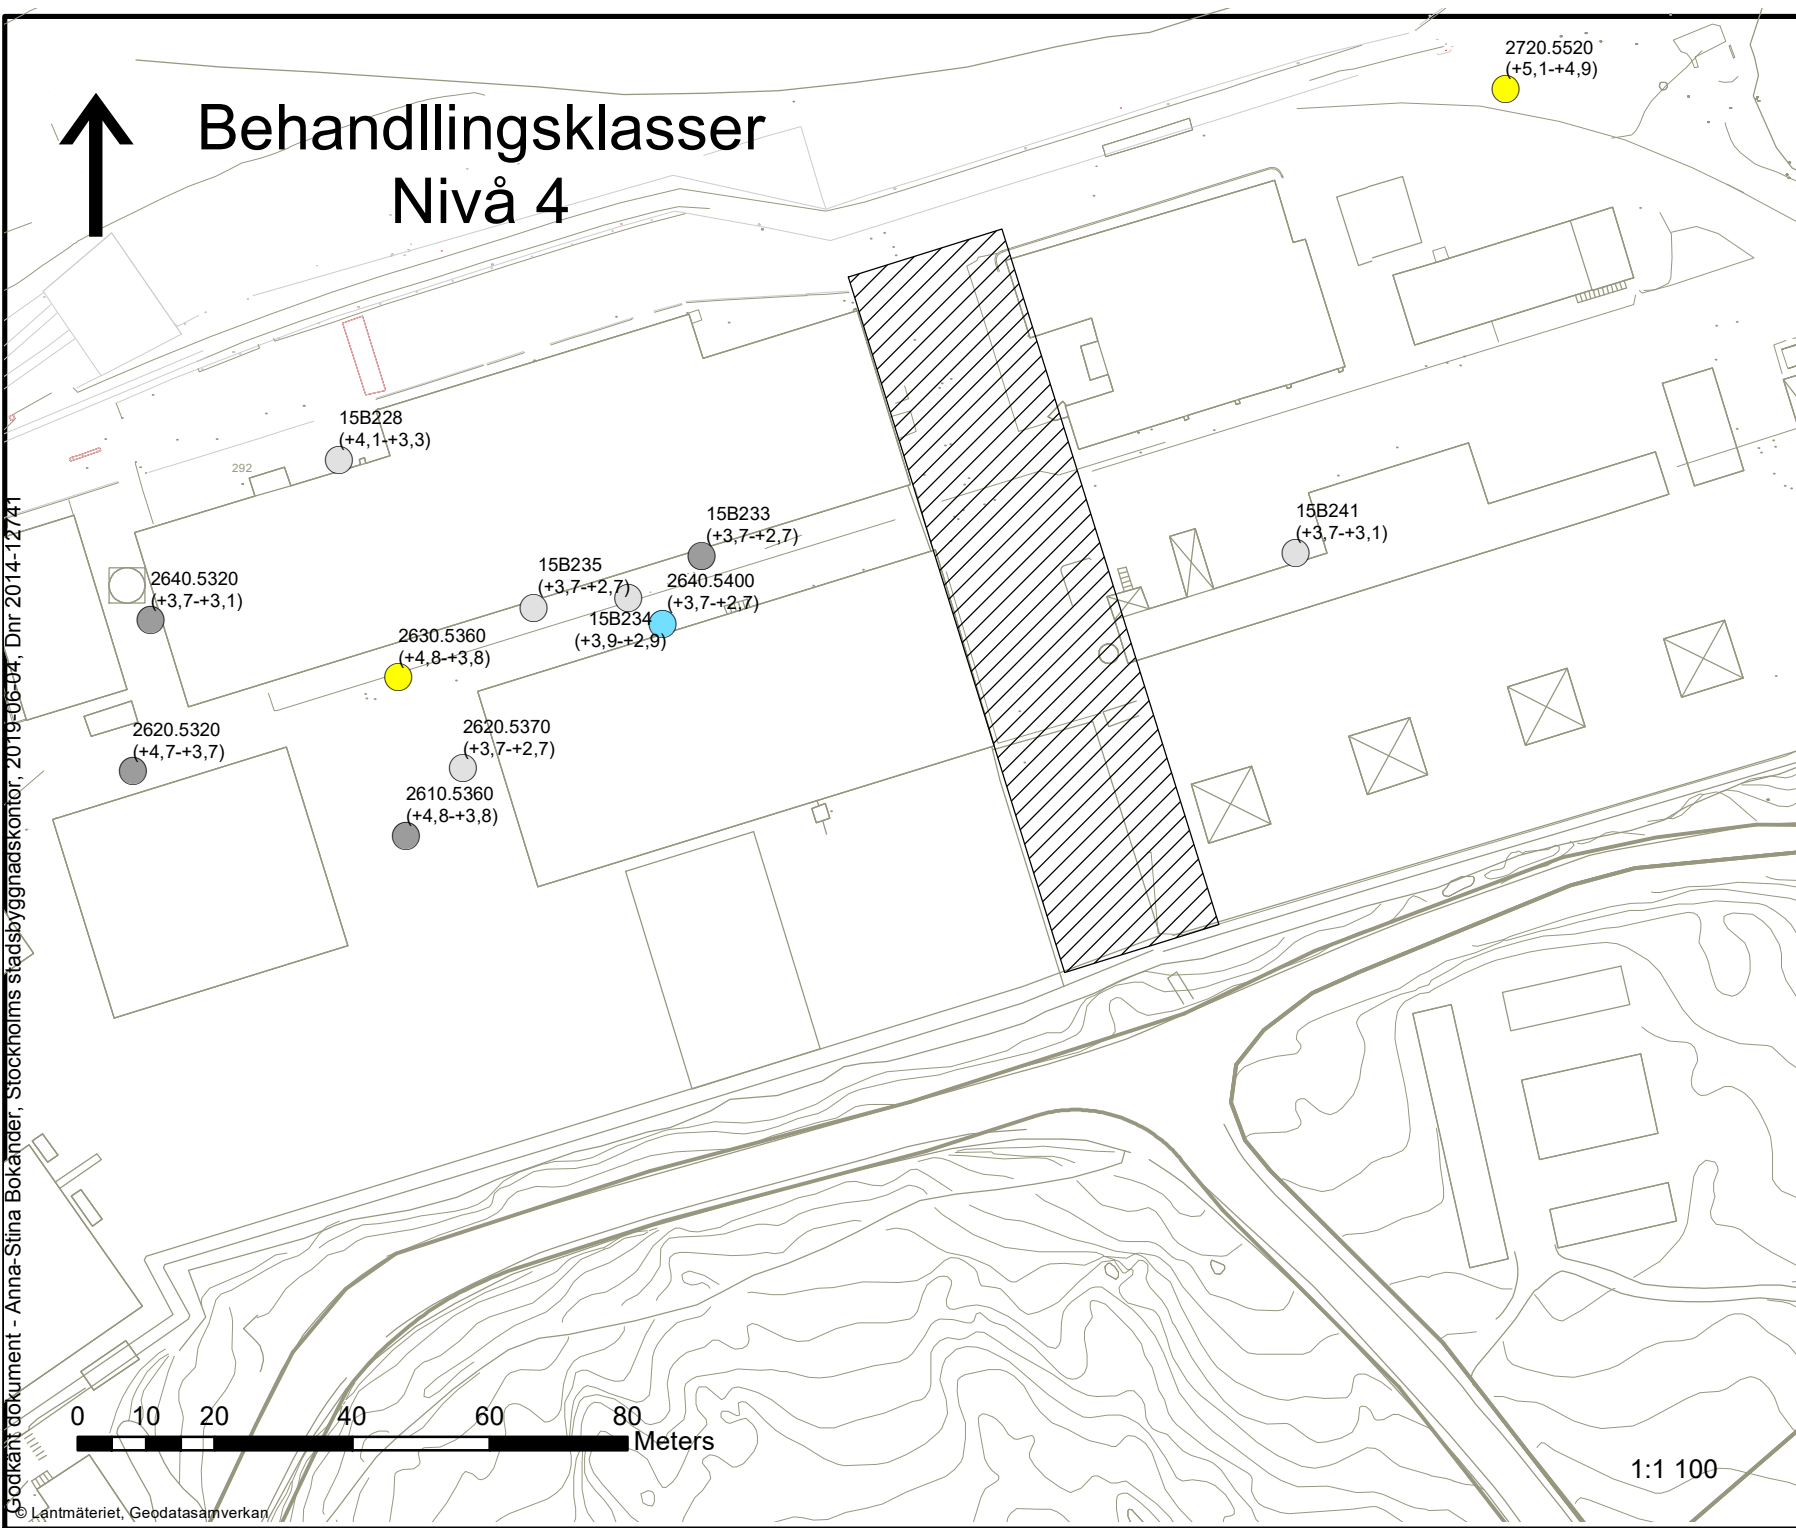 Behandllingsklasser
Nivå 4
2720.5520
(+5,1-+4,9)
15B228
(+4,1-+3,3)
292
15B233
(+3,7-+2,7)
15B241
(+3,7-+3,1)
15B235
(+3,7-+2,7)
2640.5400
(+3,7-+2,7)
2640.5320
(+3,7-+3,1)
15B234
(+3,9-+2,9)
2630.5360
(+4,8-+3,8)
2620.5320
(+4,7-+3,7)
2620.5370
(+3,7-+2,7)
2610.5360
(+4,8-+3,8)
Godkänt dokument - Anna-Stina Bokander, Stockholms stadsbyggnadskontor, 2019-06-04, Dnr 2014-12741
0 10 20 40 60 80
Meters
1:1 100
© Lantmäteriet, Geodatasamverkan